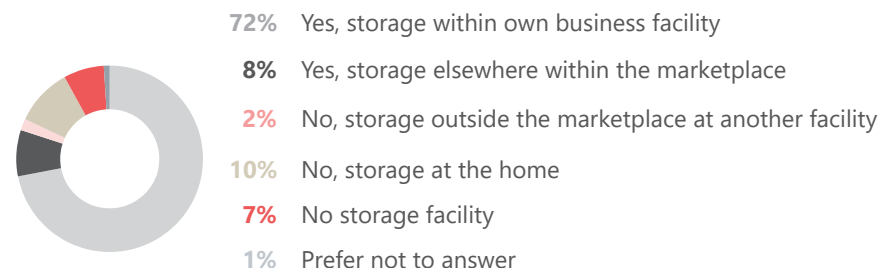 72% Yes, storage within own business facility
8% Yes, storage elsewhere within the marketplace
2% No, storage outside the marketplace at another facility
10% No, storage at the home
7% No storage facility
1% Prefer not to answer